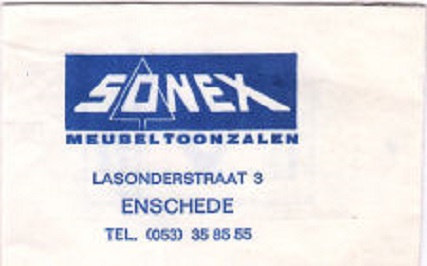 SONEX
MEUBELTOONZALEN
LASONDERSTRAAT 3
ENSCHEDE
TEL. (053) 35 85 55